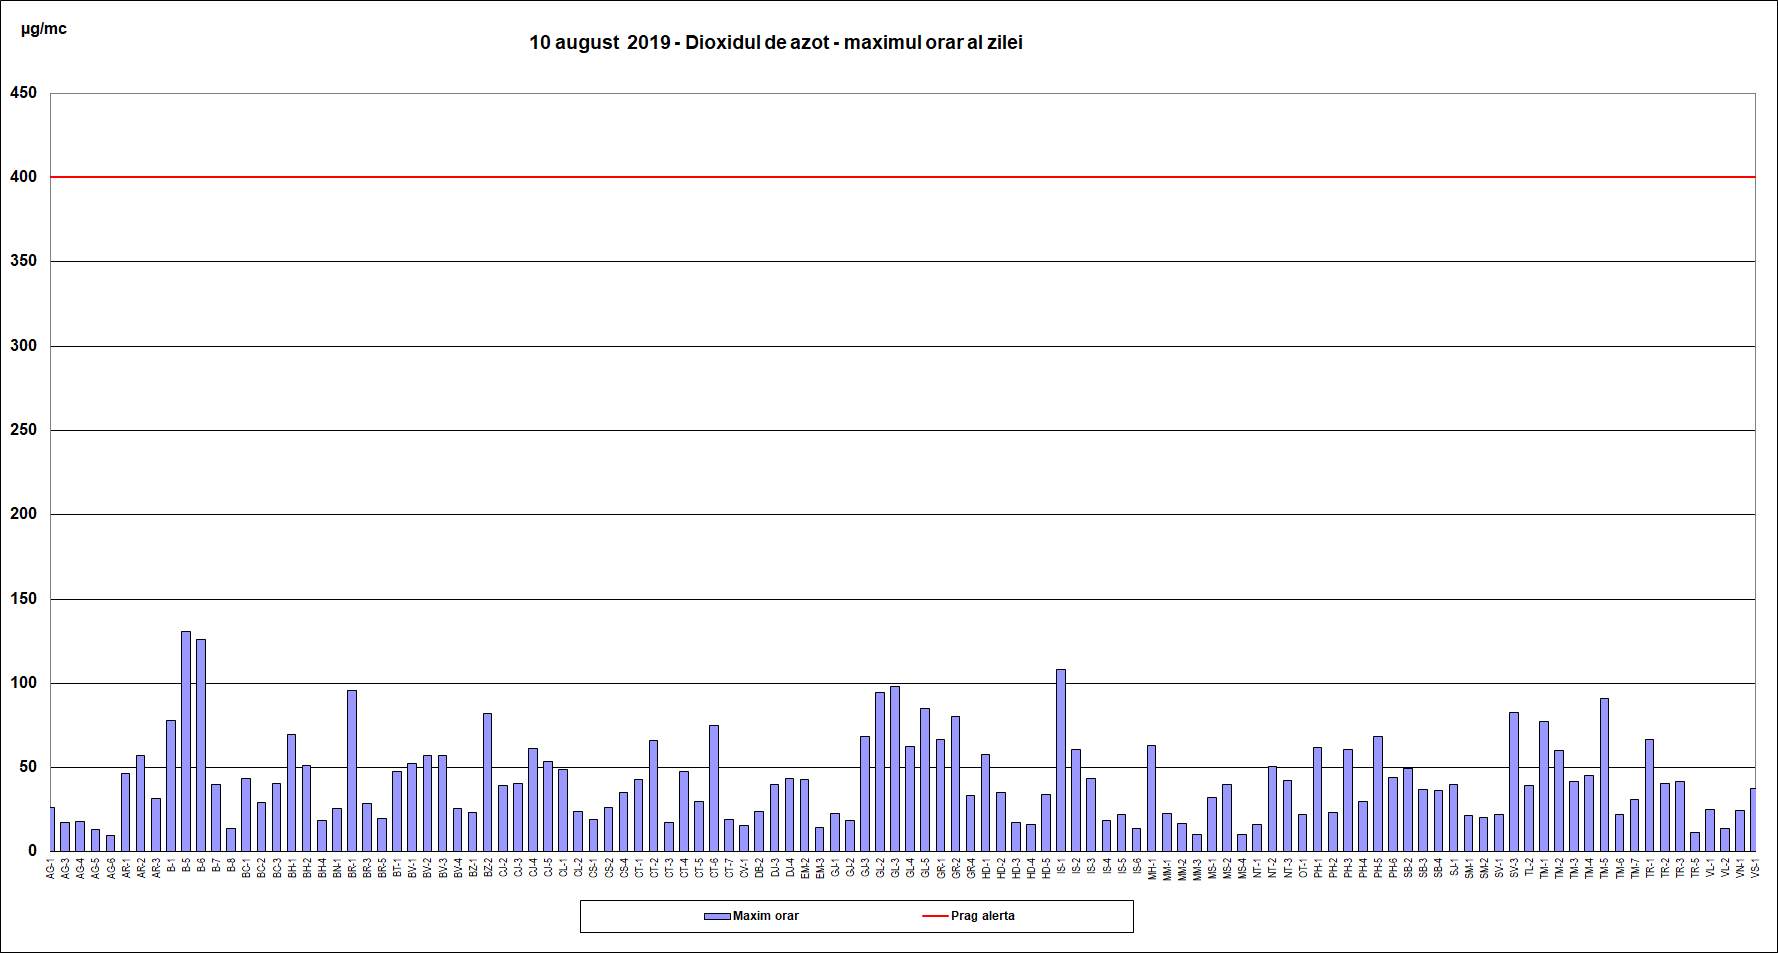 µg/mc
10 august 2019 - Dioxidul de azot - maximul orar al zilei
450
400
350
300
250
200
150
100
50
0
AG-1 AG-3 AG-4 AG-5 AG-6 AR-1 AR-2 AR-3 B-1 B-5 B-6 B-7 B-8 BC-1 BC-2 BC-3 BH-1 BH-2 BH-4 BN-1 BR-1 BR-3 BR-5 BT-1 BV-1 BV-2 BV-3 BV-4 BZ-1 BZ-2 CJ-2 CJ-3 CJ-4 CJ-5 CL-1 CL-2 CS-1 CS-2 CS-4 CT-1 CT-2 CT-3 CT-4 CT-5 CT-6 CT-7 CV-1 DB-2 DJ-3 DJ-4 EM-2 EM-3 GJ-1 GJ-2 GJ-3 GL-2 GL-3 GL-4 GL-5 GR-1 GR-2 GR-4 HD-1 HD-2 HD-3 HD-4 HD-5 IS-1 IS-2 IS-3 IS-4 IS-5 IS-6 MH-1 MM-1 MM-2 MM-3 MS-1 MS-2 MS-4 NT-1 NT-2 NT-3 OT-1 PH-1 PH-2 PH-3 PH-4 PH-5 PH-6 SB-2 SB-3 SB-4 SJ-1 SM-1 SM-2 SV-1 SV-3 TL-2 TM-1 TM-2 TM-3 TM-4 TM-5 TM-6 TM-7 TR-1 TR-2 TR-3 TR-5 VL-1 VL-2 VN-1 VS-1
Maxim orar Prag alerta